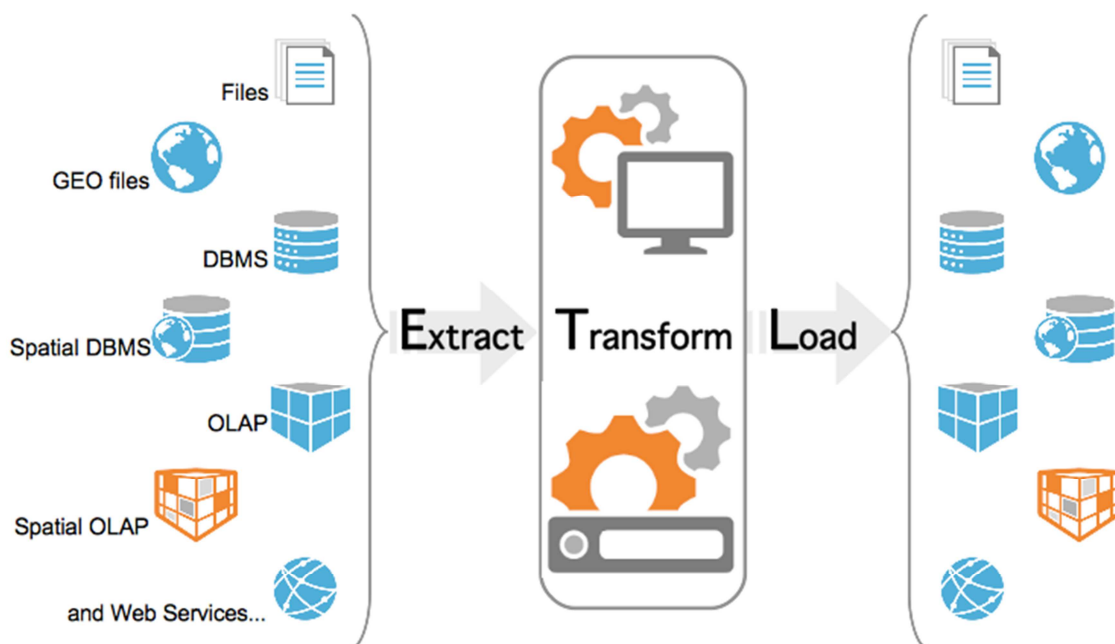 Files
GEO files
DBMS
Spatial DBMS
Extract
Transform
Load
OLAP
Spatial OLAP
and Web Services...